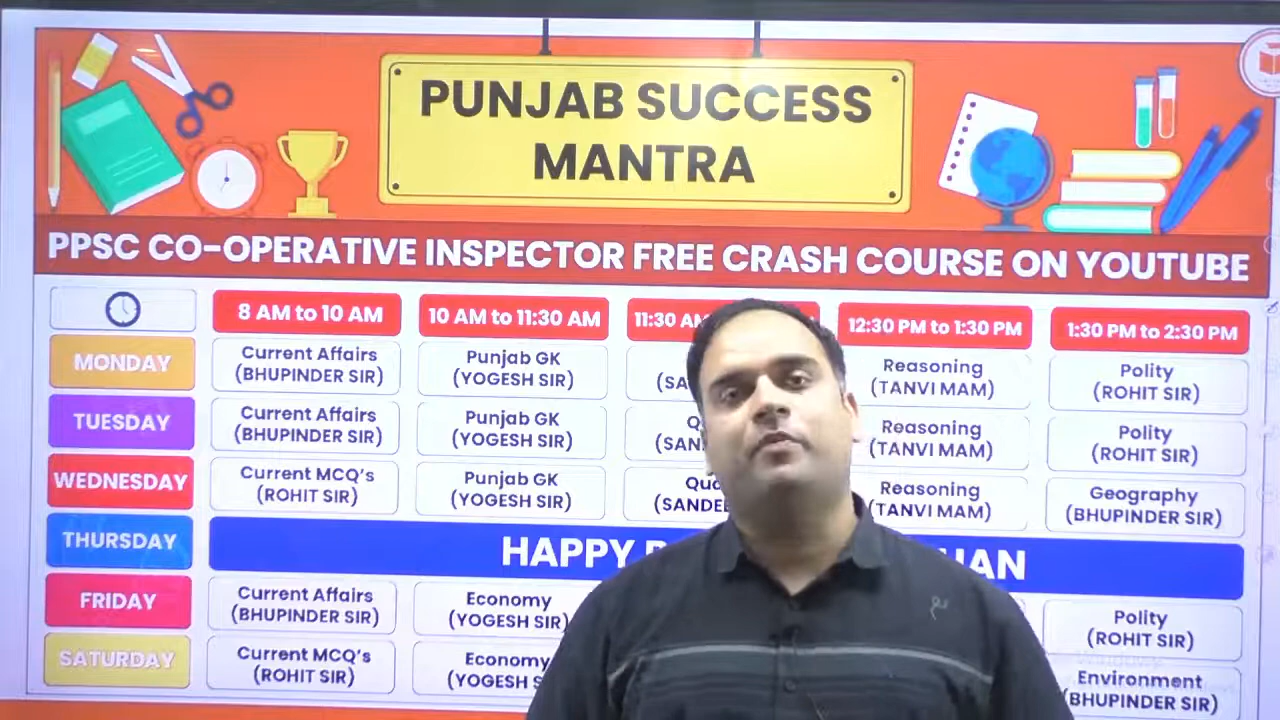 PUNJAB SUCCESS
MANTRA
PPSC CO-OPERATIVE INSPECTOR FREE CRASH COURSE ON YOUTUBE
8 AM to 10 AM
10 AM to 11:30 AM
11:30 AM
12:30 PM to 1:30 PM
1:30 PM to 2:30 PM
MONDAY
Current Affairs
(BHUPINDER SIR)
Punjab GK
(YOGESH SIR)
Reasoning
(TANVI MAM)
Polity
(ROHIT SIR)
TUESDAY
Current Affairs
(BHUPINDER SIR)
Punjab GK
(YOGESH SIR)
Reasoning
(TANVI MAM)
Polity
(ROHIT SIR)
WEDNESDAY
Current MCQ's
(ROHIT SIR)
Punjab GK
(YOGESH SIR)
Reasoning
(TANVI MAM)
Geography
(BHUPINDER SIR)
THURSDAY
HAPPY
FRIDAY
Current Affairs
(BHUPINDER SIR)
Economy
(YOGESH SIR)
Polity
(ROHIT SIR)
SATURDAY
Current MCQ's
(ROHIT SIR)
Economy
(YOGESH S
Environment
(BHUPINDER SIR)